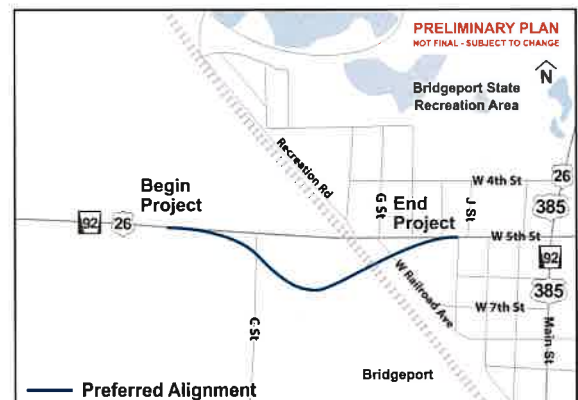 PRELIMINARY PLAN
NOT FINAL - SUBJECT TO CHANGE
N
Bridgeport State
Recreation Area
Recreation Rd
Begin
Project
92
26
G St
End
Project
J St
W 4th St
26
385
W 5th St
92
385
W Railroad Ave
W 7th St
Main St
G St
Bridgeport
Preferred Alignment